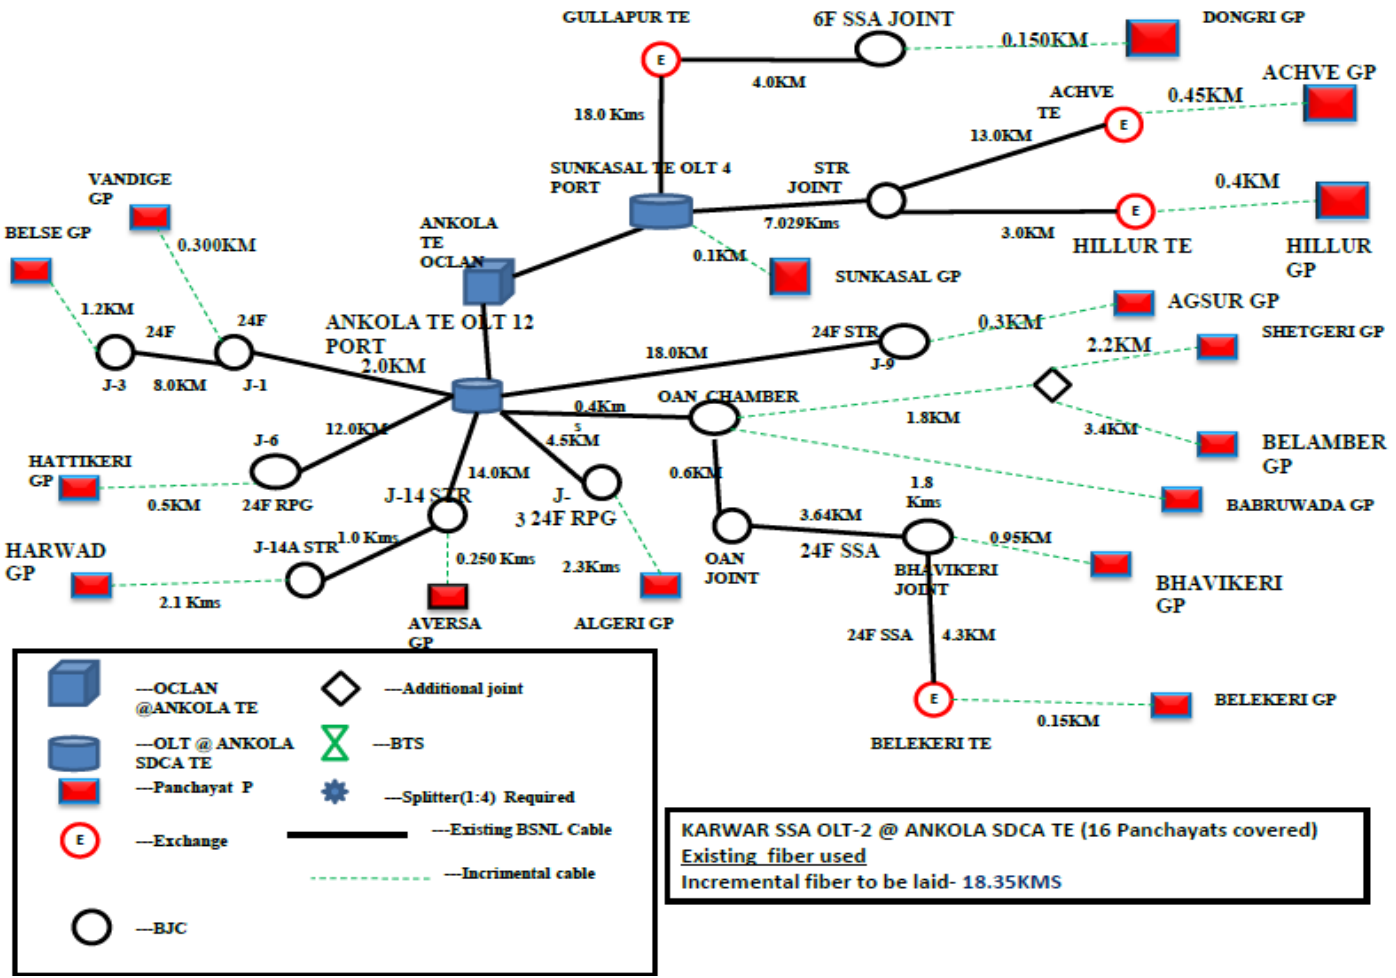 GULLAPUR TE
6F SSA JOINT
DONGRI GP
0.150KM
4.0KM
ACHVE GP
ACHVE
TE
0.45KM
E
E
18.0 Kms
13.0KM
SUNKASAL TE OLT 4
PORT
STR
JOINT
0.4KM
E
7.029Kms
3.0KM
HILLUR TE
HILLUR
GP
VANDIGE
GP
BELSE GP
0.300KM
ANKOLA
TE
OCLAN
0.1KM
SUNKASAL GP
1.2KM
24F
24F
ANKOLA TE OLT 12
PORT
2.0KM
J-3
8.0KM
J-1
18.0KM
24F STR
J-9
0.3KM
AGSUR GP
SHETGERI GP
2.2KM
OAN CHAMBER
0.4Km
s
1.8KM
3.4KM
BELAMBER
GP
12.0KM
J-6
4.5KM
HATTIKERI
GP
0.5KM
24F RPG
14.0KM
J-14 STR
J-
3 24F RPG
0.6KM
1.8
Kms
BABRUWADA GP
3.64KM
24F SSA
OAN
JOINT
BHAVIKERI
JOINT
0.95KM
BHAVIKERI
GP
HARWAD
GP
J-14A STR
1.0 Kms
0.250 Kms
2.3Kms
2.1 Kms
AVERSA
GP
ALGERI GP
24F SSA
4.3KM
E
BELEKERI TE
0.15KM
BELEKERI GP
---OCLAN
@ANKOLA TE
---Additional joint
---OLT @ ANKOLA
SDCA TE
---BTS
---Panchayat P
---Splitter(1:4) Required
E
---Exchange
---Existing BSNL Cable
---Incrimental cable
---BJC
KARWAR SSA OLT-2 @ ANKOLA SDCA TE (16 Panchayats covered)
Existing fiber used
Incremental fiber to be laid- 18.35KMS